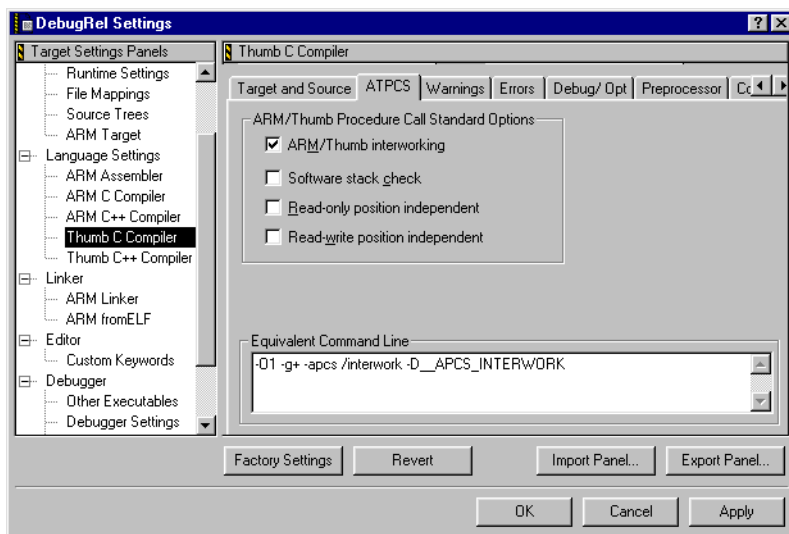 DebugRel Settings
Target Settings Panels
Runtime Settings
File Mappings
Source Trees
ARM Target
Language Settings
ARM Assembler
ARM C Compiler
ARM C++ Compiler
Thumb C Compiler
Thumb C++ Compiler
Linker
ARM Linker
ARM fromELF
Editor
Custom Keywords
Debugger
Other Executables
Debugger Settings
Thumb C Compiler
Target and Source ATPCS Warnings Errors Debug/ Opt Preprocessor
ARM/Thumb Procedure Call Standard Options
ARM/Thumb interworking
Software stack check
Read-only position independent
Read-write position independent
Equivalent Command Line
-O1 -g+ -apcs /interwork -D__APCS_INTERWORK
Factory Settings Revert Import Panel... Export Panel...
OK Cancel Apply